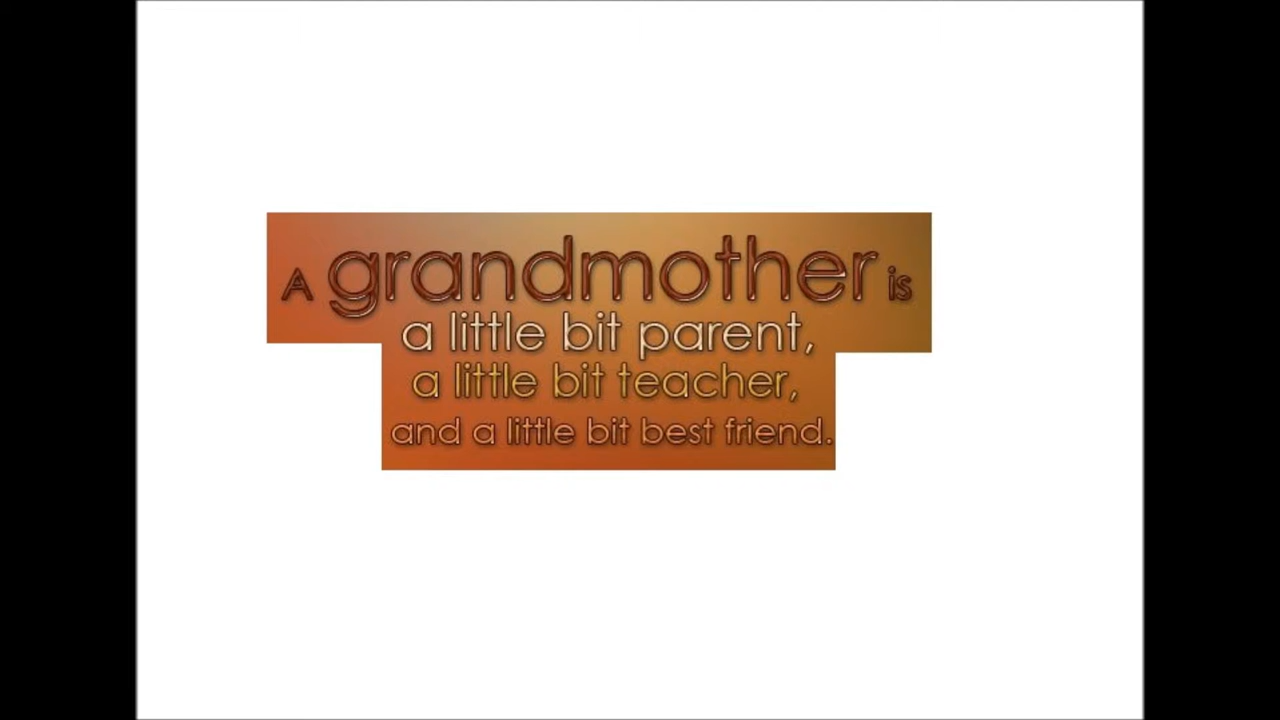 A grandmother is
a little bit parent,
a little bit teacher,
and a little bit best friend.